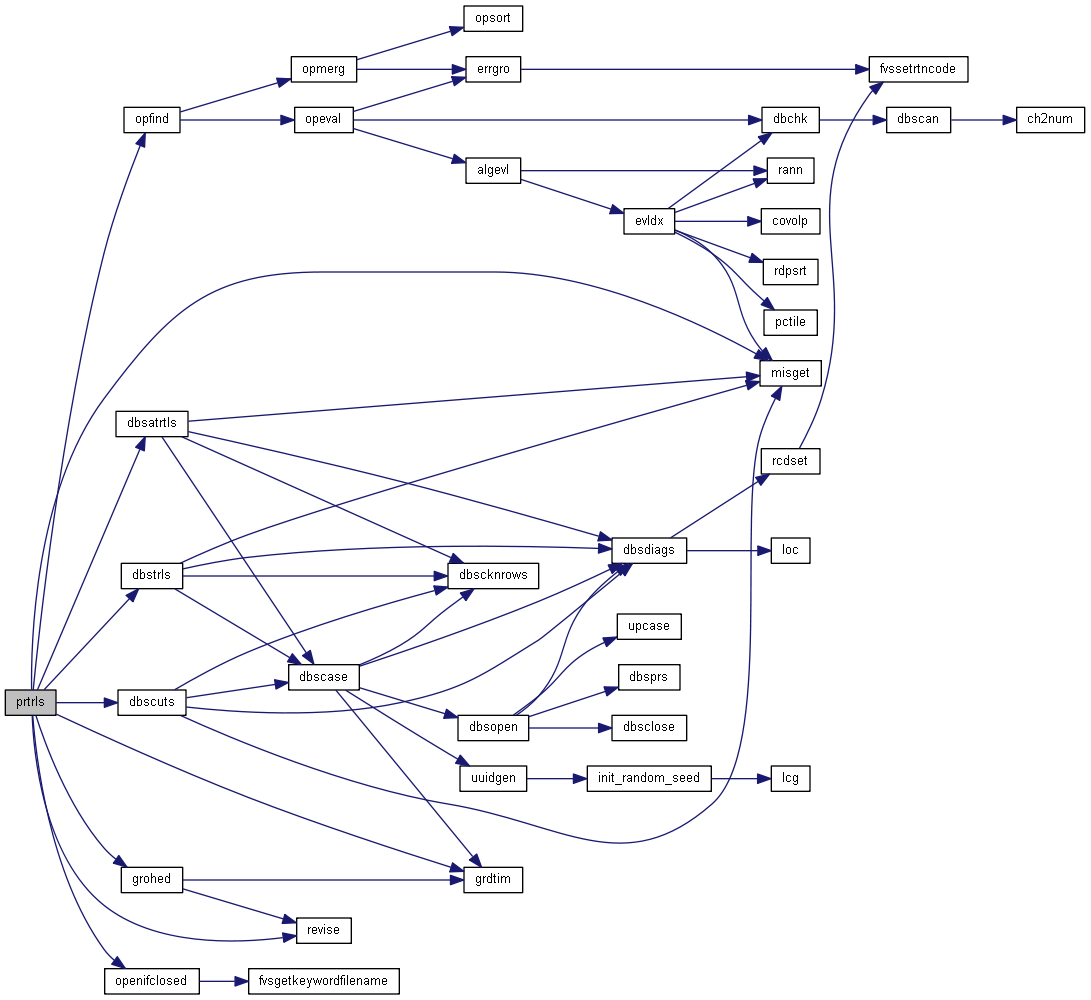 opsort
opmerg
errgro
fvssetrtncode
opfind
opeval
dbchk
dbscan
ch2num
algevl
rann
evldx
covolp
rdpsrt
pctile
misget
dbsatrtls
rcdset
dbsdiags
loc
dbstrls
dbscknrows
upcase
dbscase
dbsprs
prtrls
dbscuts
dbsopen
dbsclose
uuidgen
init_random_seed
lcg
grohed
grdtim
revise
openifclosed
fvsgetkeywordfilename